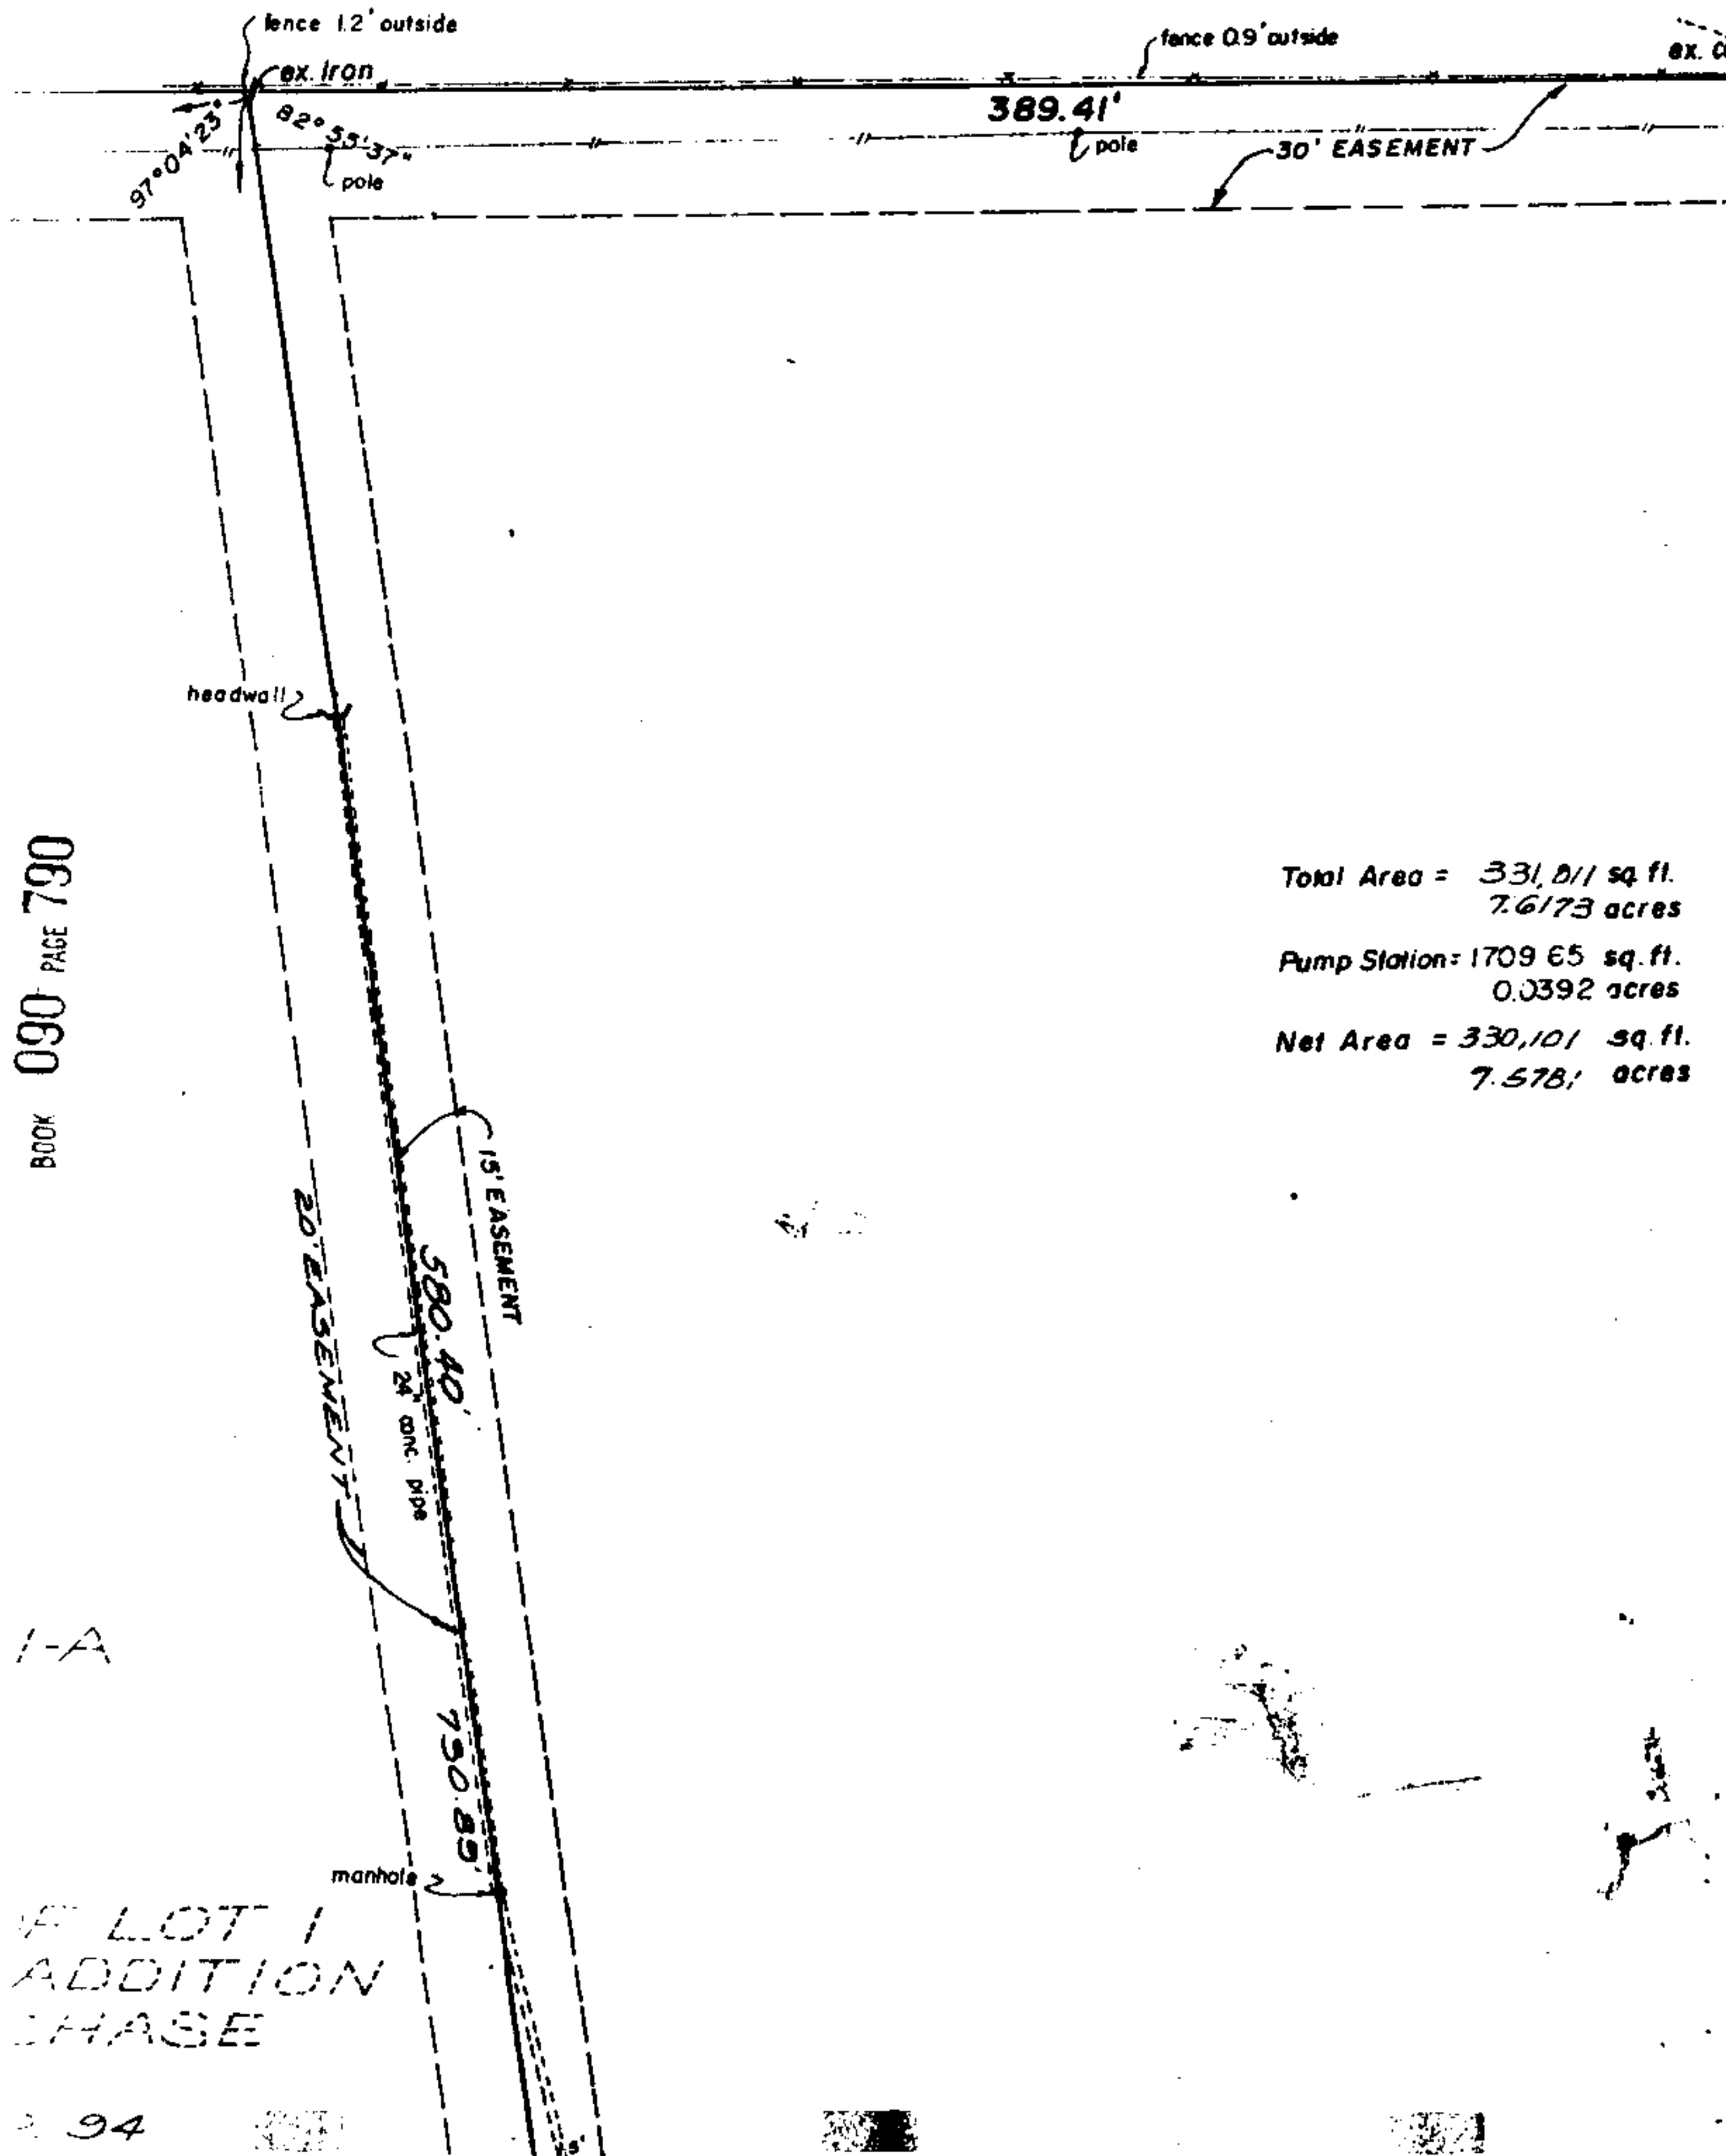 fence 1.2' outside
fence 0.9' outside
ex. iron
ex.
389.41'
82°55'37"
97°04'23"
pole
pole
30' EASEMENT
headwall
Total Area = 331,811 sq. ft.
7.6173 acres
Pump Station = 1709.65 sq. ft.
0.0392 acres
Net Area = 330,101 sq. ft.
7.5781 acres
BOOK 090 PAGE 790
15' EASEMENT
20' EASEMENT
580.40'
24" conc. pipe
1-A
730.85'
manhole
LOT 1
ADDITION
94